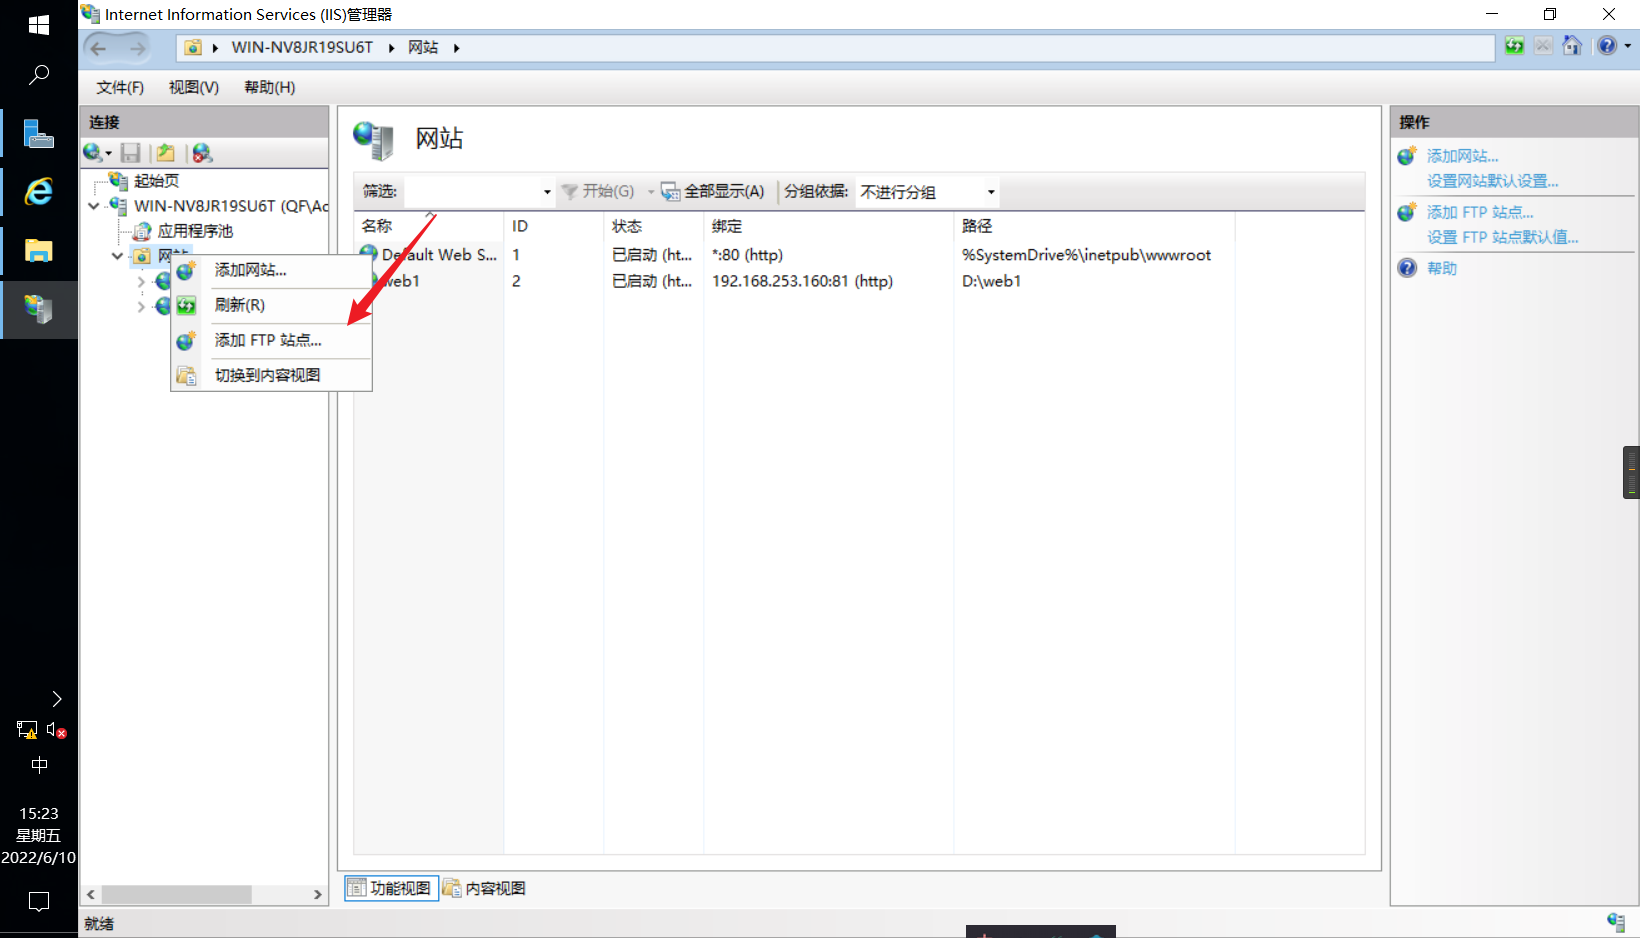 Internet Information Services (IIS)管理器
WIN-NV8JR19SU6T 网站
文件(F) 视图(V) 帮助(H)
连接
起始页
WIN-NV8JR19SU6T (QF\Ac
应用程序池
添加网站...
刷新(R)
添加 FTP 站点...
切换到内容视图
网站
筛选: 开始(G) 全部显示(A) 分组依据: 不进行分组
名称 ID 状态 绑定 路径
Default Web S... 1 已启动 (ht... *:80 (http) %SystemDrive%\inetpub\wwwroot
web1 2 已启动 (ht... 192.168.253.160:81 (http) D:\web1
功能视图 内容视图
操作
添加网站...
设置网站默认设置...
添加 FTP 站点...
设置 FTP 站点默认值...
帮助
中
15:23
星期五
2022/6/10
就绪